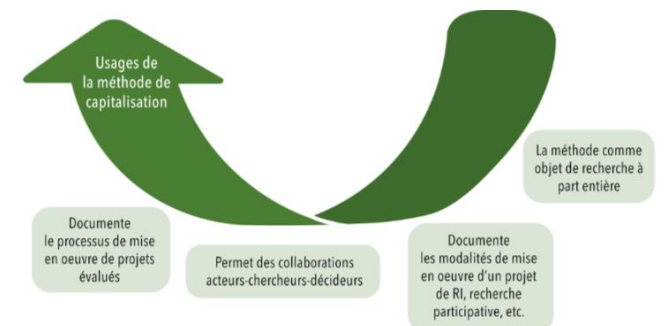 Usages de
la méthode de
capitalisation
La méthode comme
objet de recherche à
part entière
Documente
le processus de mise
en oeuvre de projets
évalués
Permet des collaborations
acteurs-chercheurs-décideurs
Documente
les modalités de mise
en oeuvre d'un projet
de RI, recherche
participative, etc.